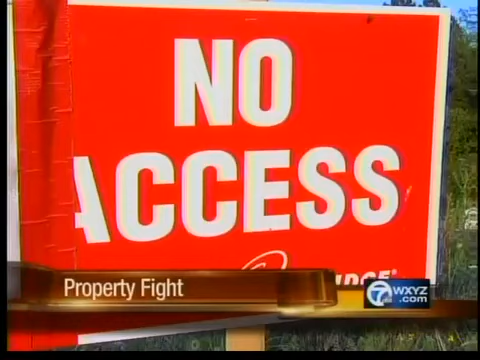 NO
ACCESS
Property Fight
7 WXYZ
.com